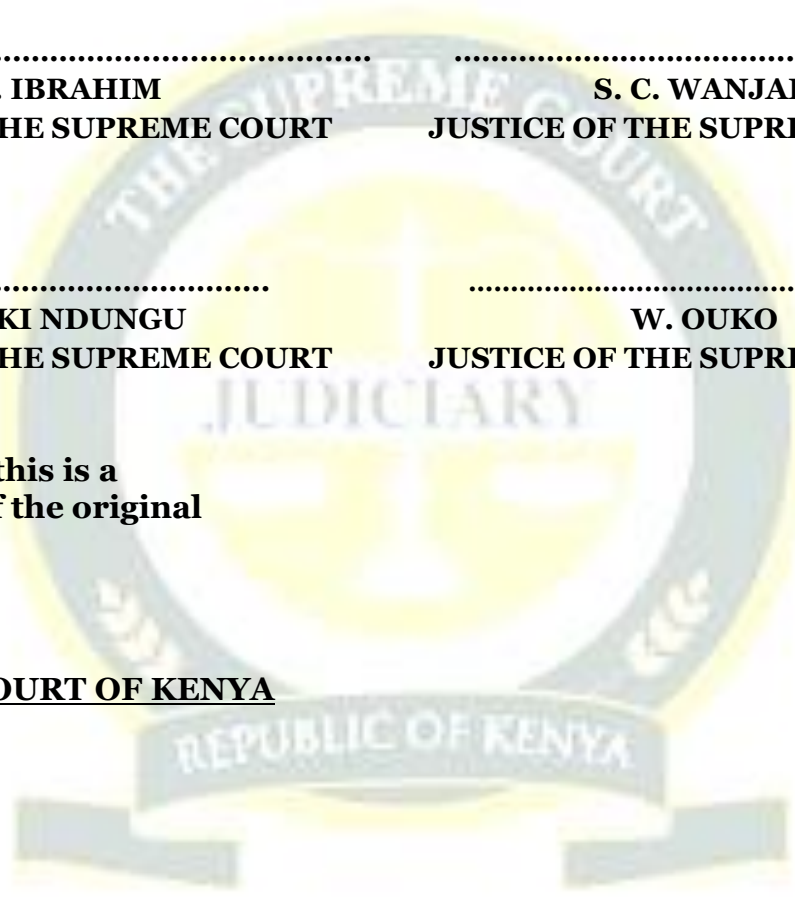 .................................... ....................................
. IBRAHIM S. C. WANJA
HE SUPREME COURT JUSTICE OF THE SUPRE
.............................. ....................................
KI NDUNGU W. OUKO
HE SUPREME COURT JUSTICE OF THE SUPRE
this is a
f the original
OURT OF KENYA
THE SUPREME COURT
JUDICIARY
REPUBLIC OF KENYA